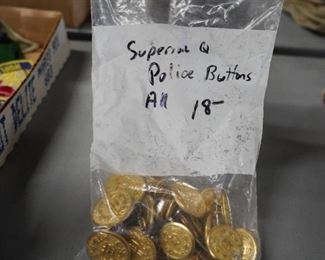 Superior Q
Police Buttons
All 18-